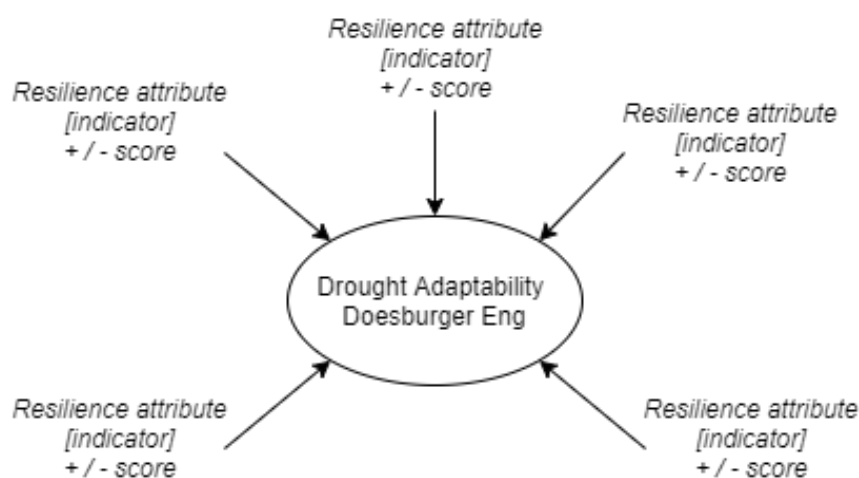 Resilience attribute
[indicator]
+ / - score
Resilience attribute
[indicator]
+ / - score
Resilience attribute
[indicator]
+ / - score
Drought Adaptability
Doesburger Eng
Resilience attribute
[indicator]
+ / - score
Resilience attribute
[indicator]
+ / - score